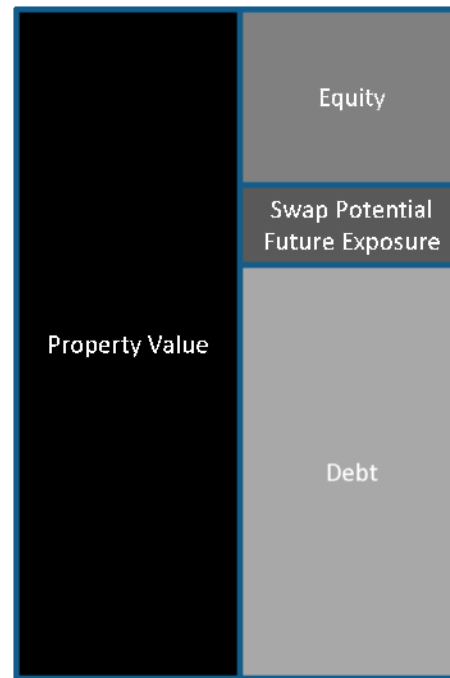 Property Value
Equity
Swap Potential
Future Exposure
Debt